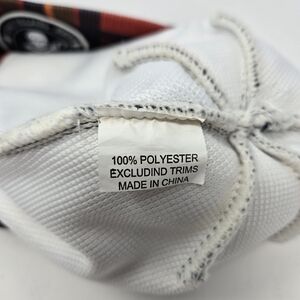 100% POLYESTER
EXCLUDIND TRIMS
MADE IN CHINA